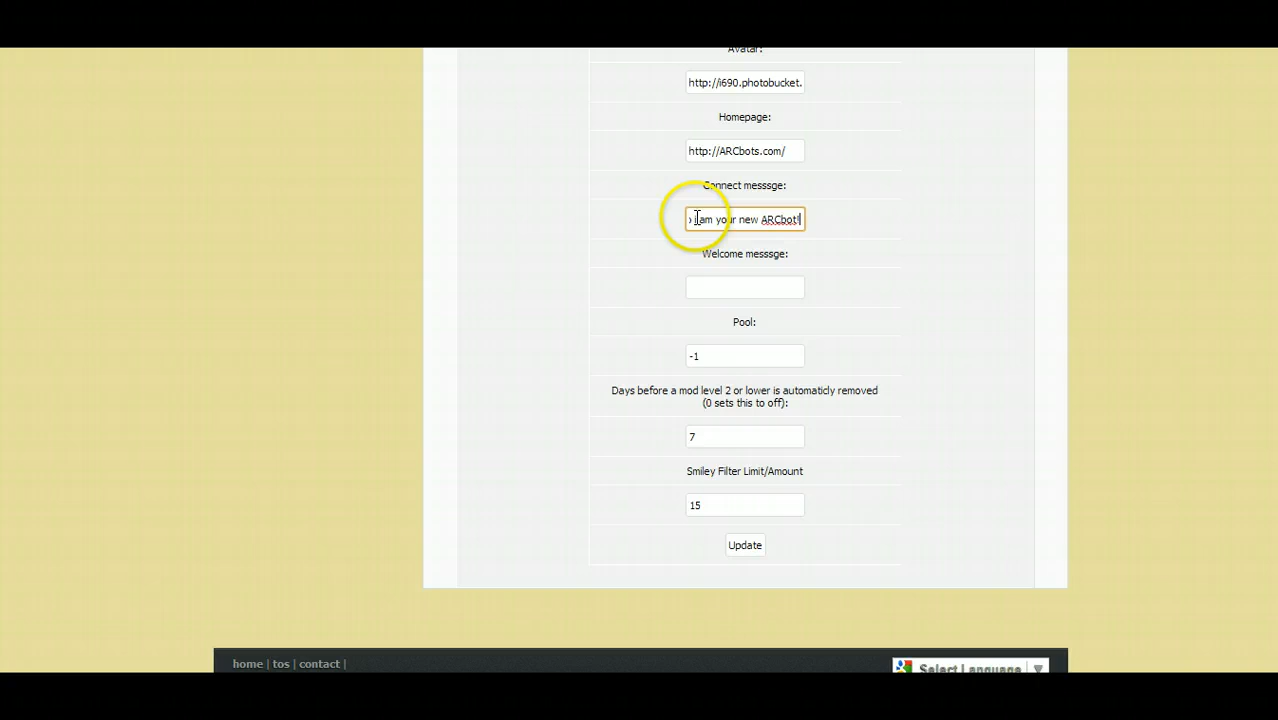 Avatar:
http://i690.photobucket.
Homepage:
http://ARCbots.com/
Connect messsge:
am your new ARCbot!
Welcome messsge:
Pool:
-1
Days before a mod level 2 or lower is automaticly removed
(0 sets this to off):
7
Smiley Filter Limit/Amount
15
Update
home | tos | contact |
Select Language